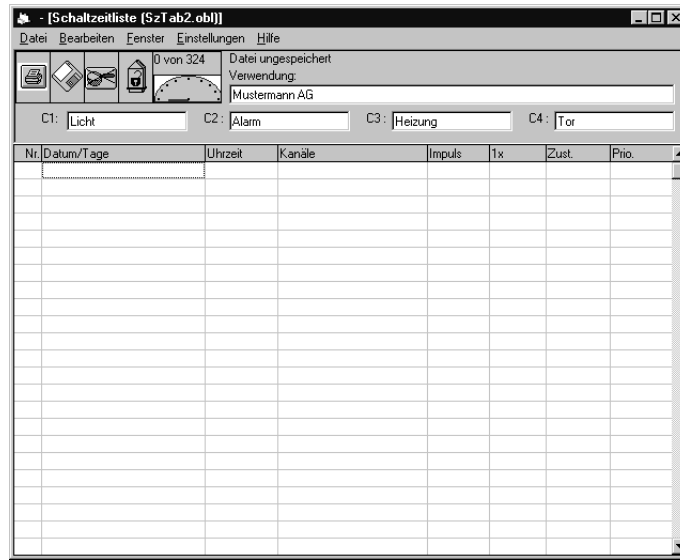 - [Schaltzeitliste (SzTab2.obl)]
Datei Bearbeiten Fenster Einstellungen Hilfe
0 von 324 Datei ungespeichert
Verwendung:
Mustermann AG
C1: Licht C2: Alarm C3: Heizung C4: Tor
Nr. Datum/Tage Uhrzeit Kanäle Impuls 1x Zust. Prio.